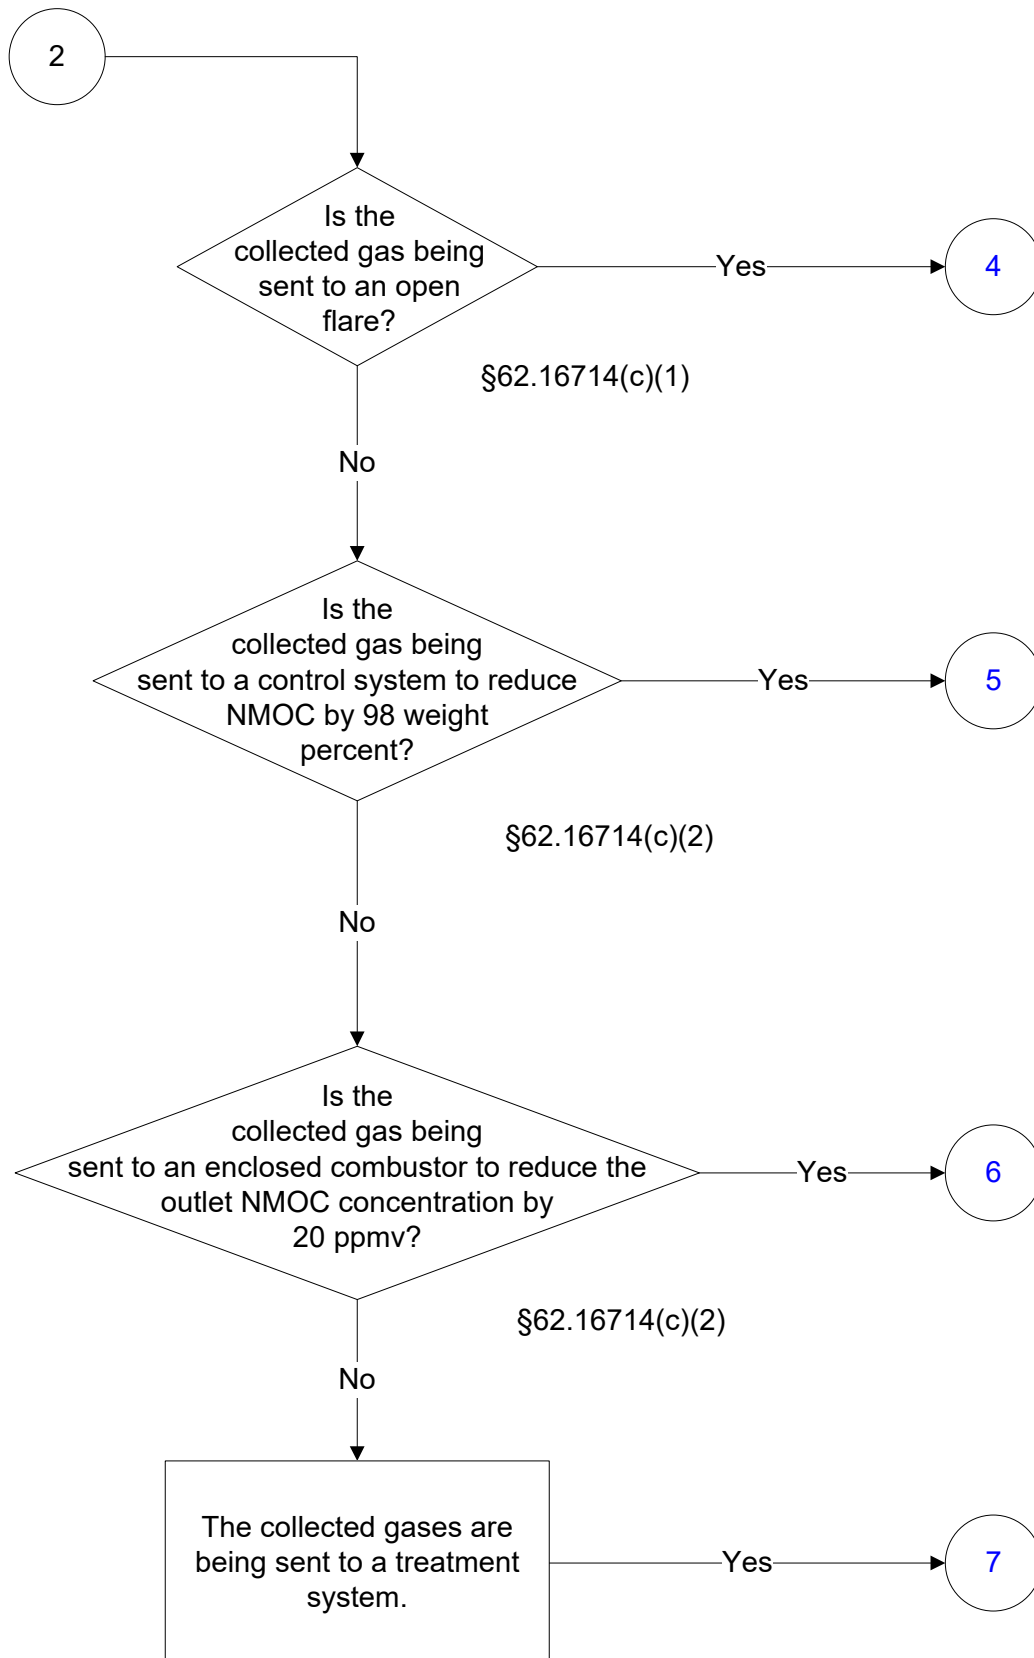 2
Is the
collected gas being
sent to an open
flare?
Yes
4
§62.16714(c)(1)
No
Is the
collected gas being
sent to a control system to reduce
NMOC by 98 weight
percent?
Yes
5
§62.16714(c)(2)
No
Is the
collected gas being
sent to an enclosed combustor to reduce the
outlet NMOC concentration by
20 ppmv?
Yes
6
§62.16714(c)(2)
No
The collected gases are
being sent to a treatment
system.
Yes
7